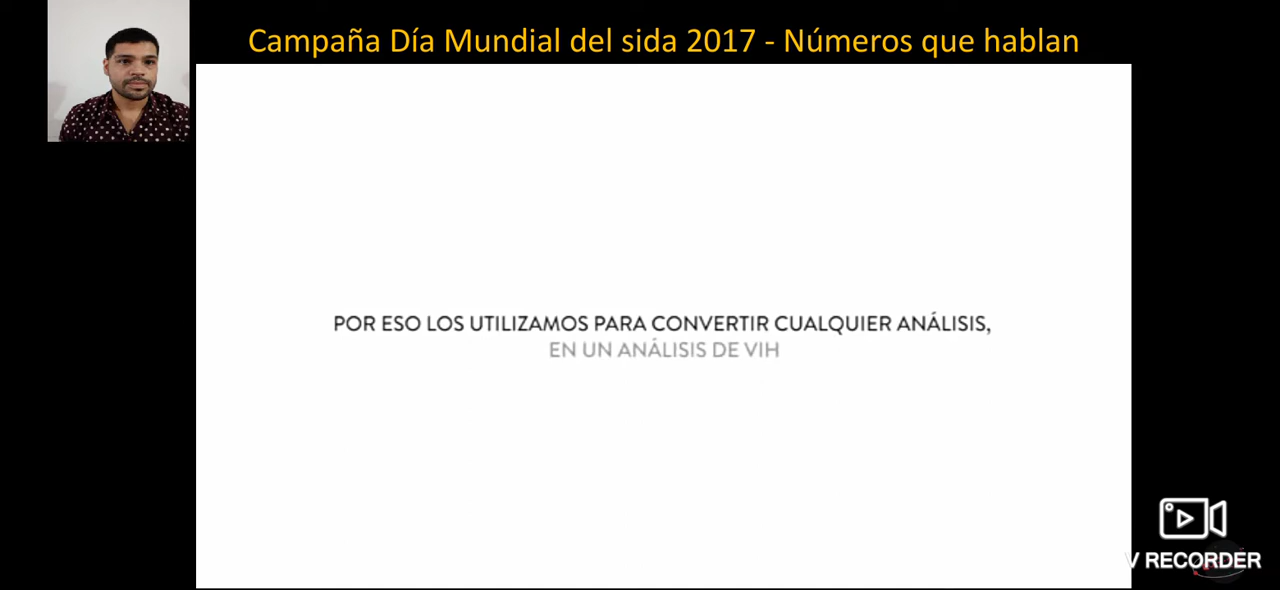 Campaña Día Mundial del sida 2017 - Números que hablan
POR ESO LOS UTILIZAMOS PARA CONVERTIR CUALQUIER ANÁLISIS,
EN UN ANÁLISIS DE VIH
V RECORDER